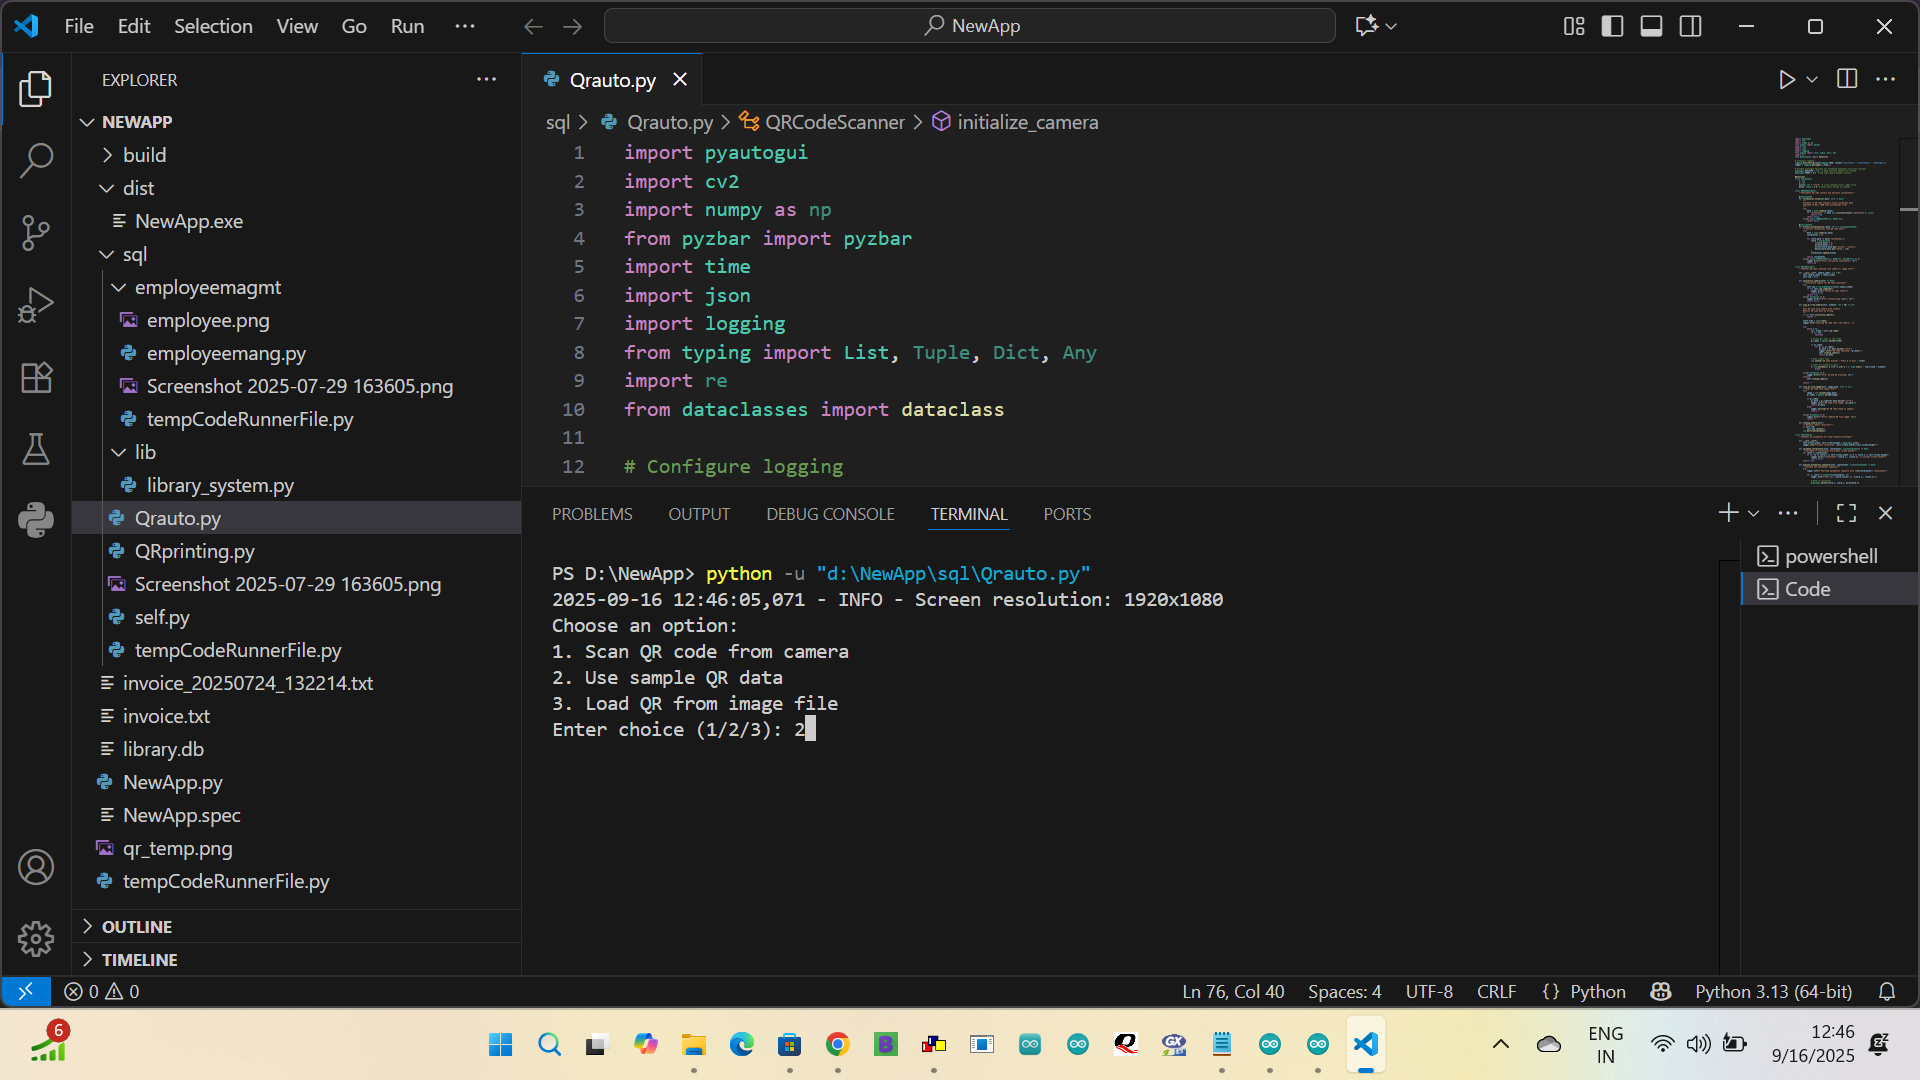 File Edit Selection View Go Run ···
NewApp
EXPLORER
NEWAPP
build
dist
NewApp.exe
sql
employeemagmt
employee.png
employeemang.py
Screenshot 2025-07-29 163605.png
tempCodeRunnerFile.py
lib
library_system.py
Qrauto.py
QRprinting.py
Screenshot 2025-07-29 163605.png
self.py
tempCodeRunnerFile.py
invoice_20250724_132214.txt
invoice.txt
library.db
NewApp.py
NewApp.spec
qr_temp.png
tempCodeRunnerFile.py
OUTLINE
TIMELINE
Qrauto.py
sql > Qrauto.py > QRCodeScanner > initialize_camera
1 import pyautogui
2 import cv2
3 import numpy as np
4 from pyzbar import pyzbar
5 import time
6 import json
7 import logging
8 from typing import List, Tuple, Dict, Any
9 import re
10 from dataclasses import dataclass
11
12 # Configure logging
PROBLEMS OUTPUT DEBUG CONSOLE TERMINAL PORTS
PS D:\NewApp> python -u "d:\NewApp\sql\Qrauto.py"
2025-09-16 12:46:05,071 - INFO - Screen resolution: 1920x1080
Choose an option:
1. Scan QR code from camera
2. Use sample QR data
3. Load QR from image file
Enter choice (1/2/3): 2
powershell
Code
0 0
Ln 76, Col 40 Spaces: 4 UTF-8 CRLF {} Python Python 3.13 (64-bit)
6
B
GX
ENG
IN
12:46
9/16/2025